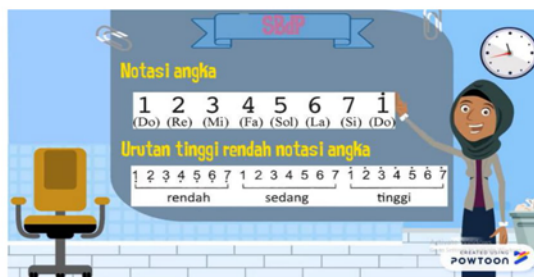 SBdP
Notasi angka
1 2 3 4 5 6 7 i
(Do) (Re) (Mi) (Fa) (Sol) (La) (Si) (Do)
Urutan tinggi rendah notasi angka
1 2 3 4 5 6 7 1 2 3 4 5 6 7 1 2 3 4 5 6 7
rendah sedang tinggi
CREATED USING
POWTOON